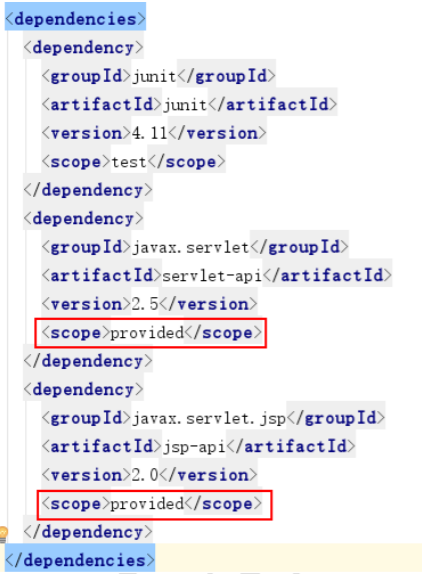 <dependencies>
<dependency>
<groupId>junit</groupId>
<artifactId>junit</artifactId>
<version>4.11</version>
<scope>test</scope>
</dependency>
<dependency>
<groupId>javax.servlet</groupId>
<artifactId>servlet-api</artifactId>
<version>2.5</version>
<scope>provided</scope>
</dependency>
<dependency>
<groupId>javax.servlet.jsp</groupId>
<artifactId>jsp-api</artifactId>
<version>2.0</version>
<scope>provided</scope>
</dependency>
</dependencies>